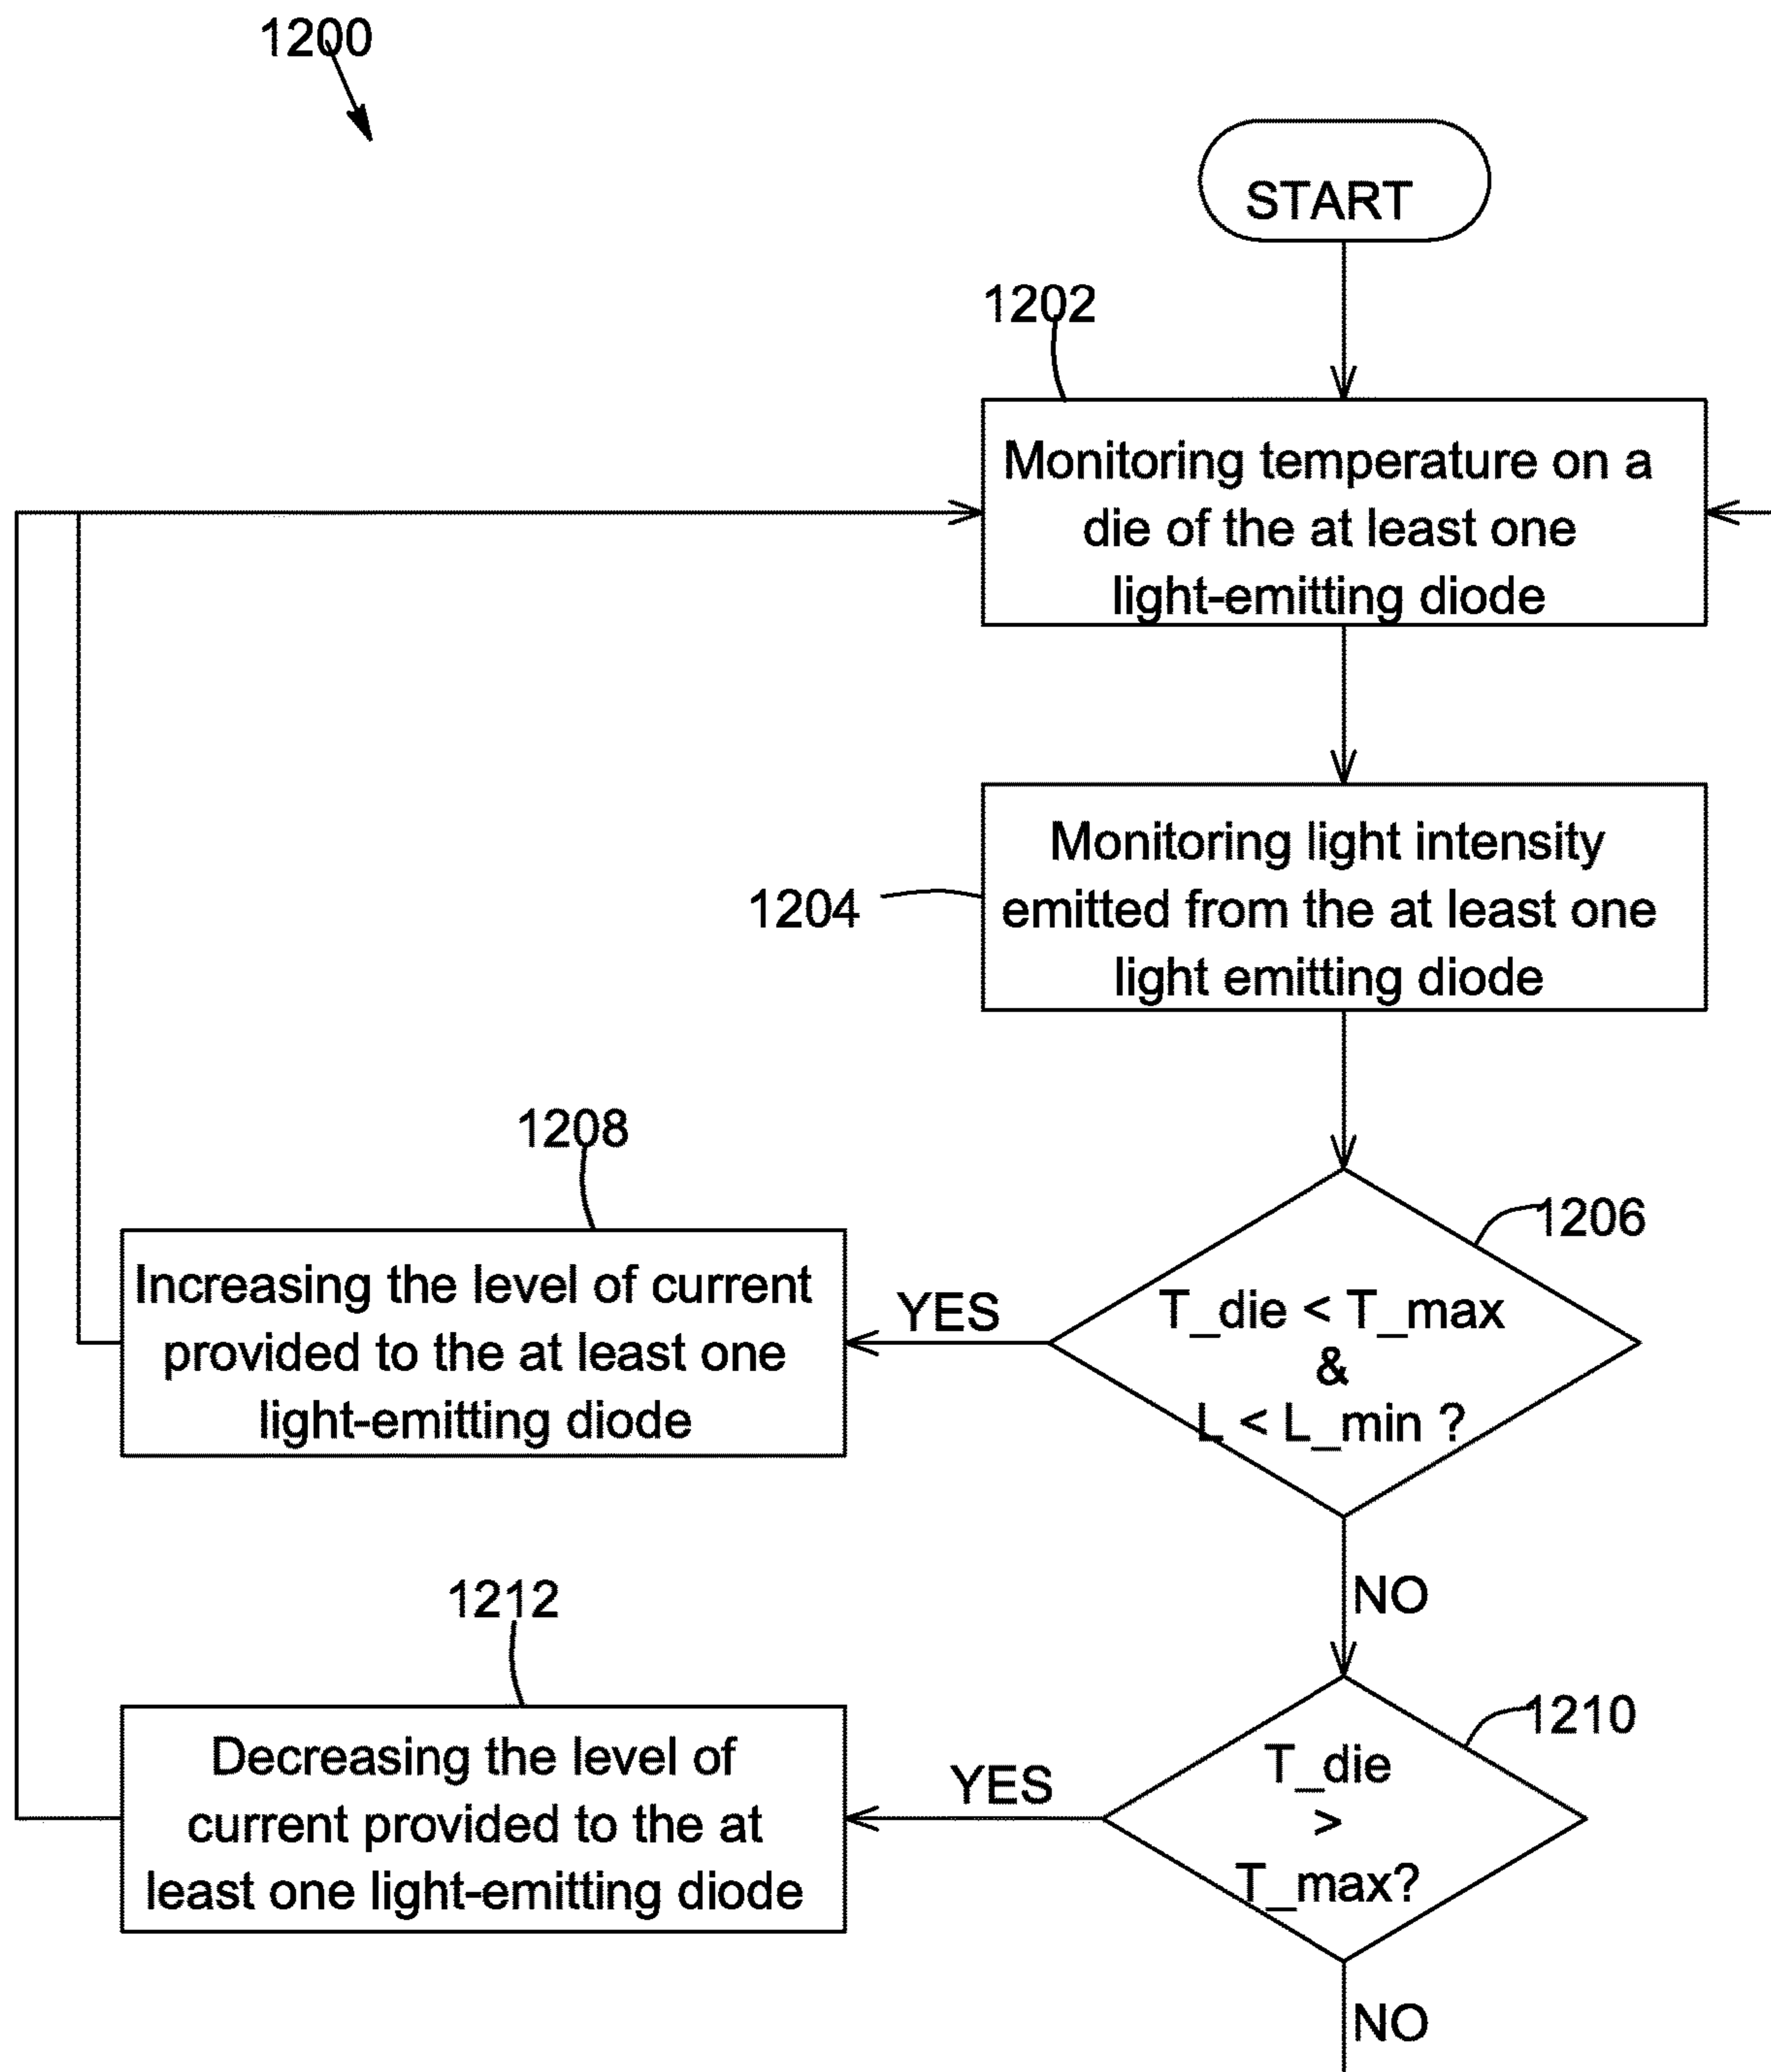 1200
START
1202
Monitoring temperature on a
die of the at least one
light-emitting diode
Monitoring light intensity
1204
emitted from the at least one
light emitting diode
1208
1206
Increasing the level of current
provided to the at least one
light-emitting diode
YES
T_die < T_max
&
L < L_min ?
NO
1212
1210
Decreasing the level of
current provided to the at
least one light-emitting diode
YES
T_die
>
T_max?
NO